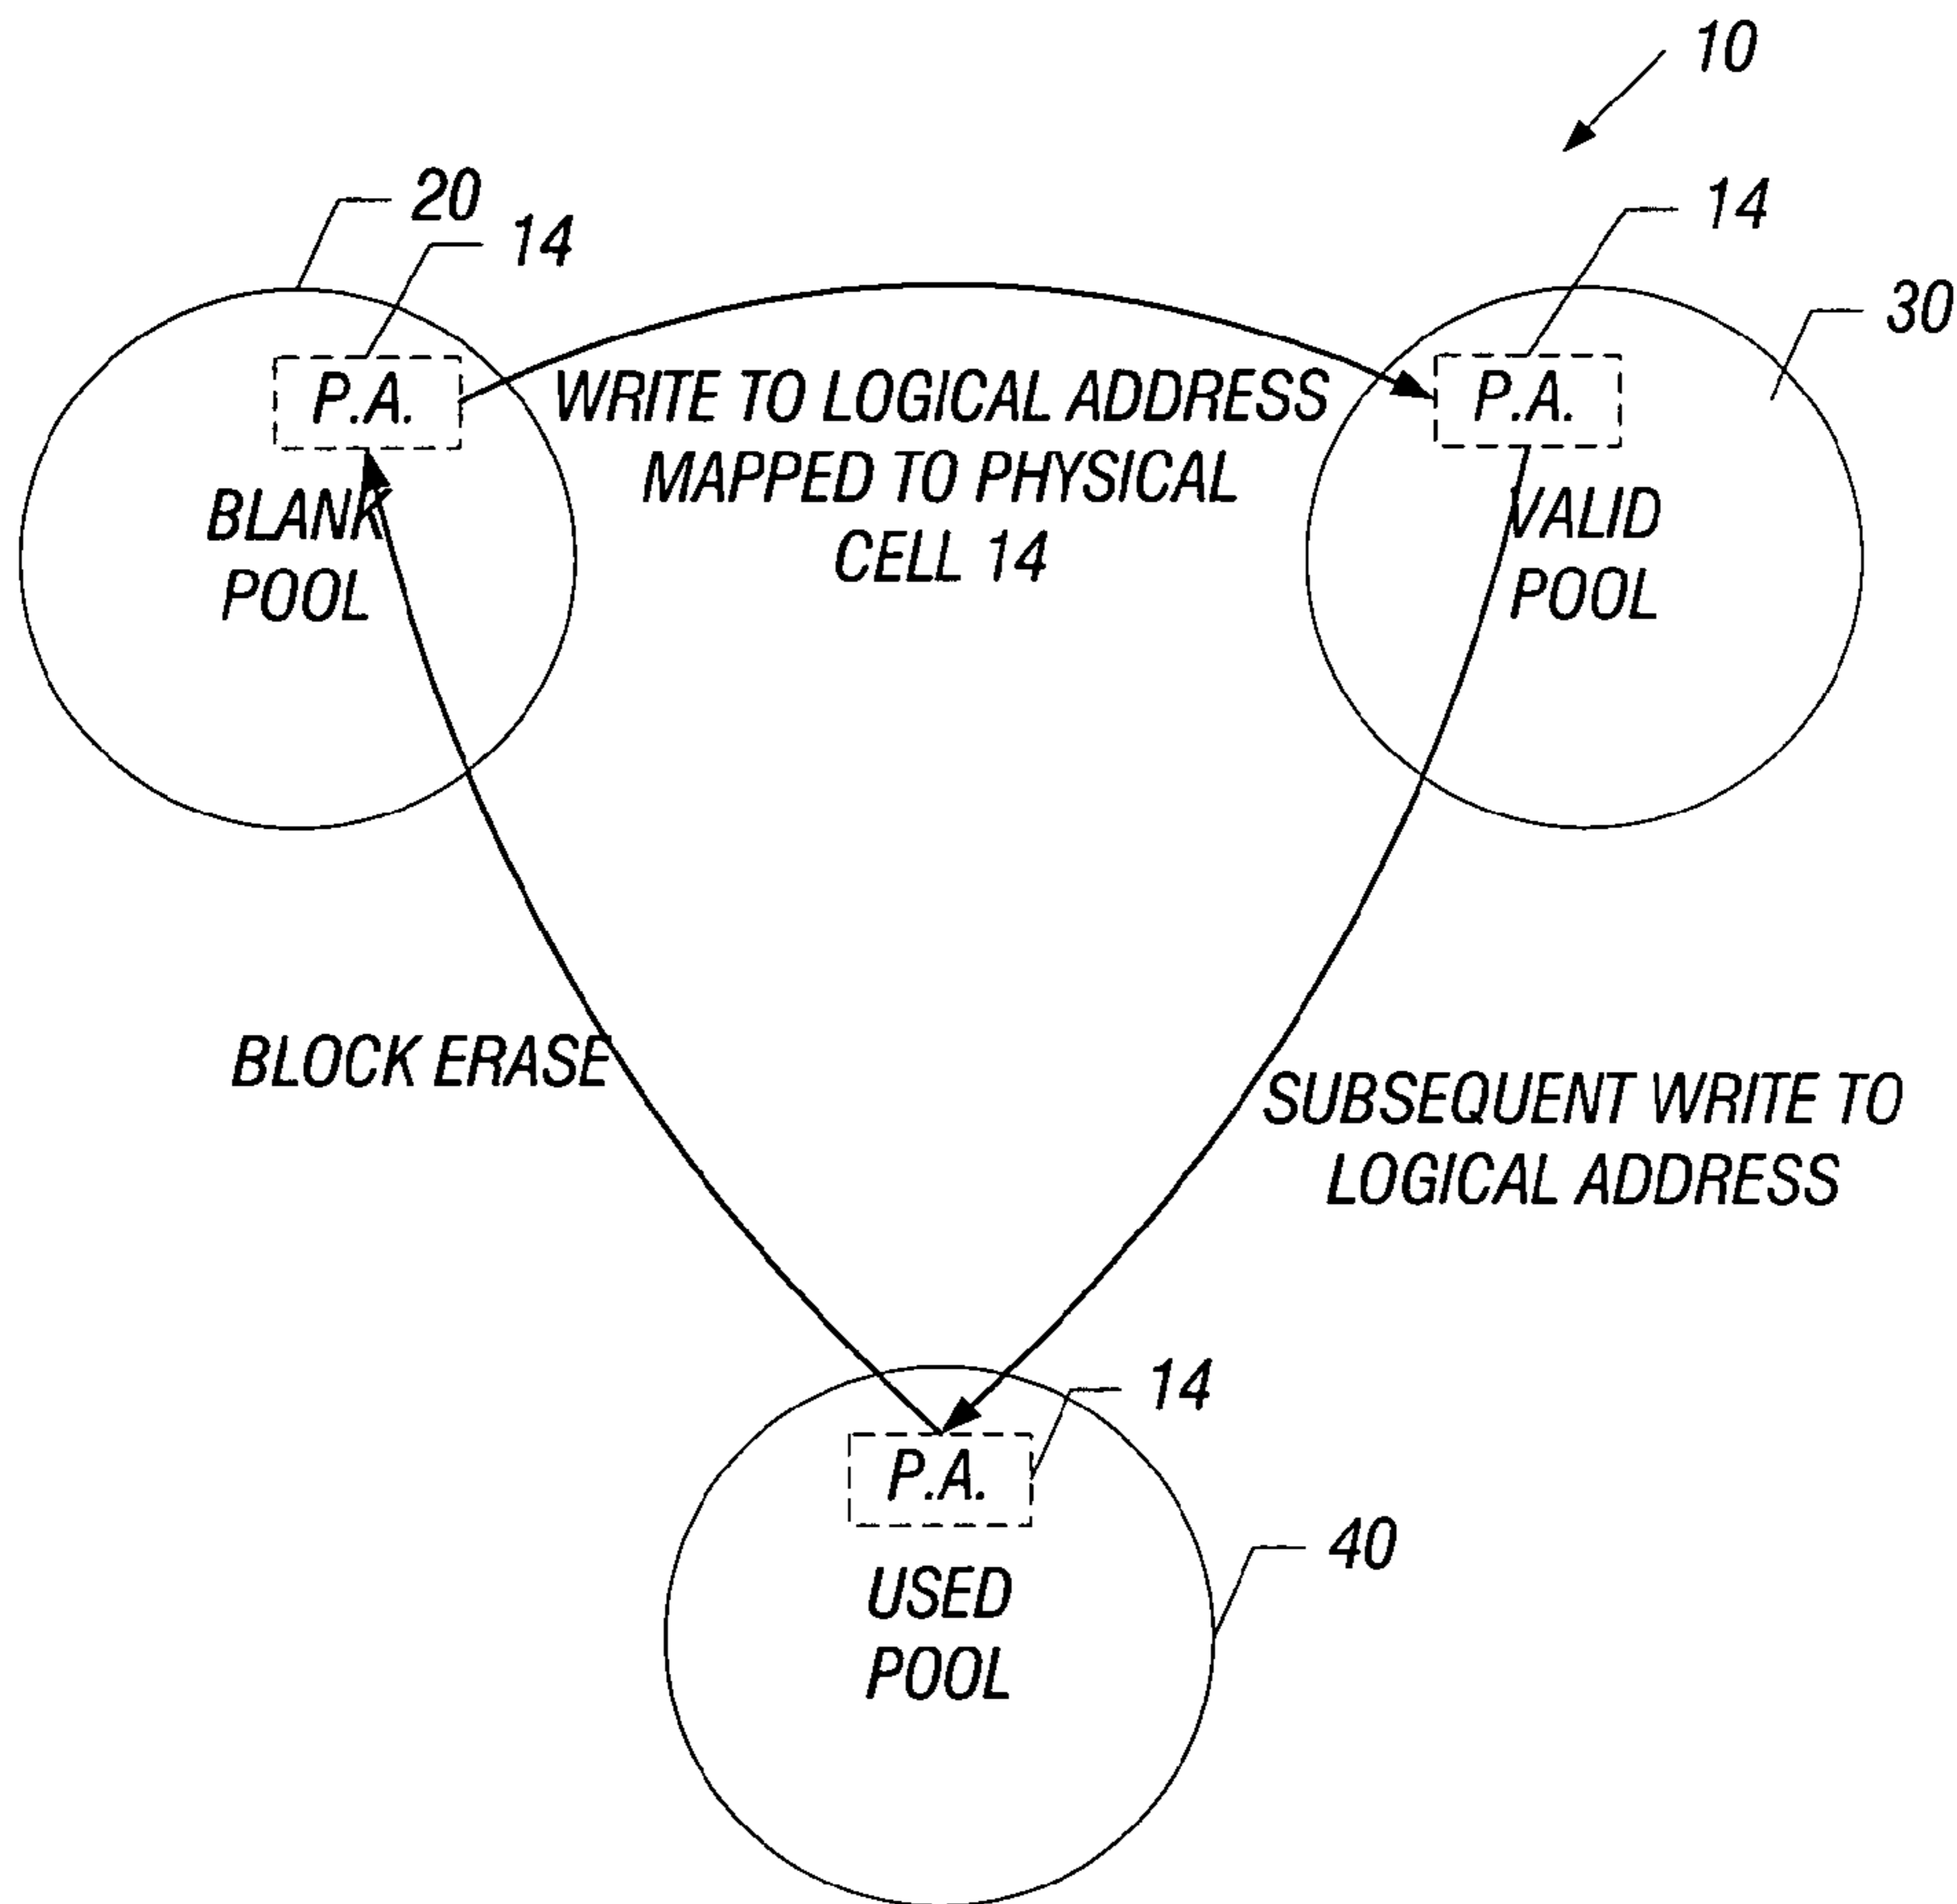 10
20
14
14
30
P.A.
P.A.
WRITE TO LOGICAL ADDRESS
MAPPED TO PHYSICAL
CELL 14
BLANK
POOL
VALID
POOL
BLOCK ERASE
SUBSEQUENT WRITE TO
LOGICAL ADDRESS
14
P.A.
40
USED
POOL